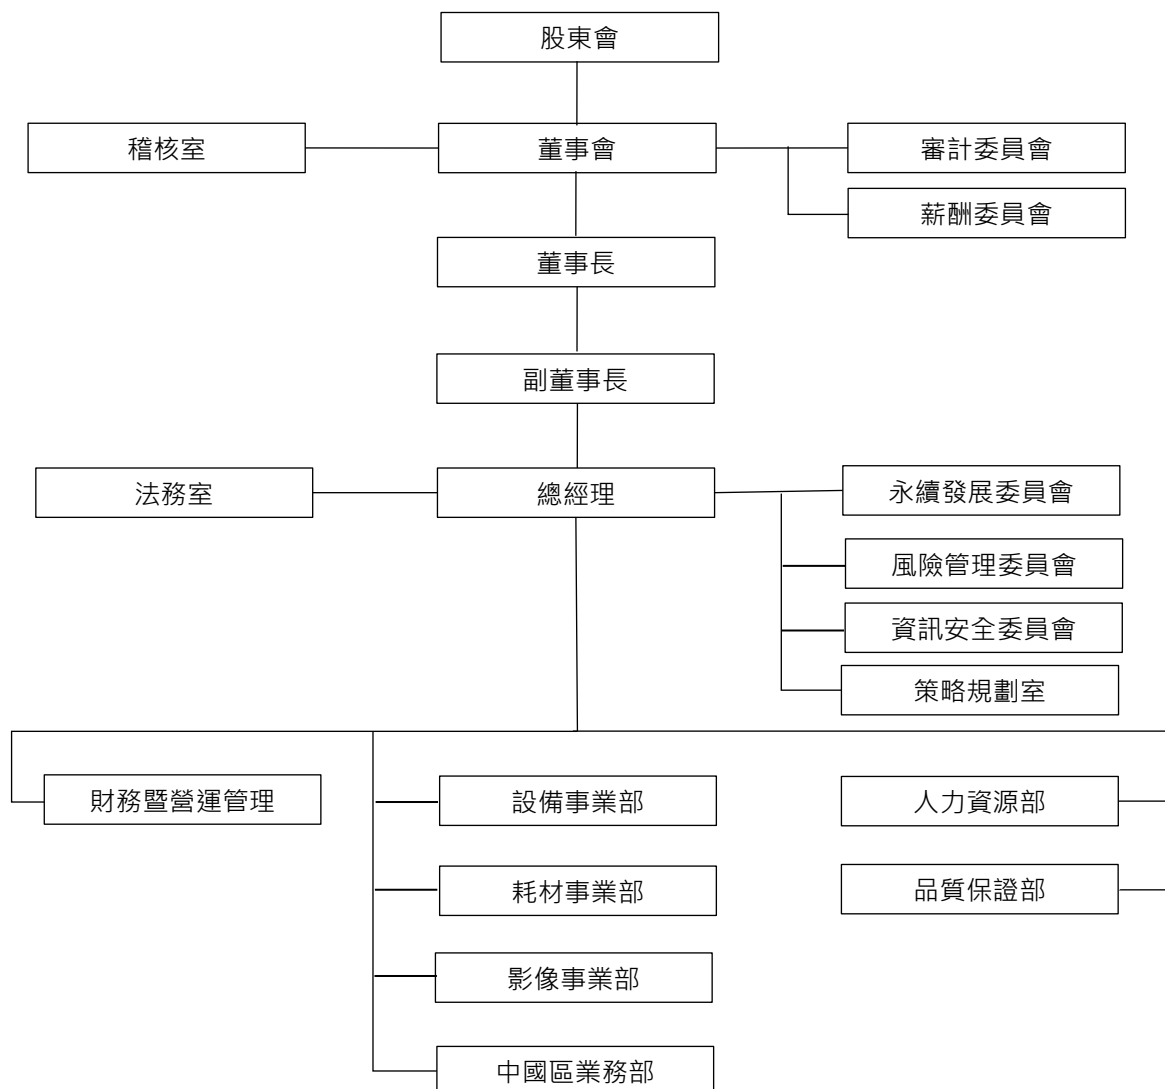 股東會
稽核室
董事會
審計委員會
薪酬委員會
董事長
副董事長
法務室
總經理
永續發展委員會
風險管理委員會
資訊安全委員會
策略規劃室
財務暨營運管理
設備事業部
人力資源部
耗材事業部
品質保證部
影像事業部
中國區業務部